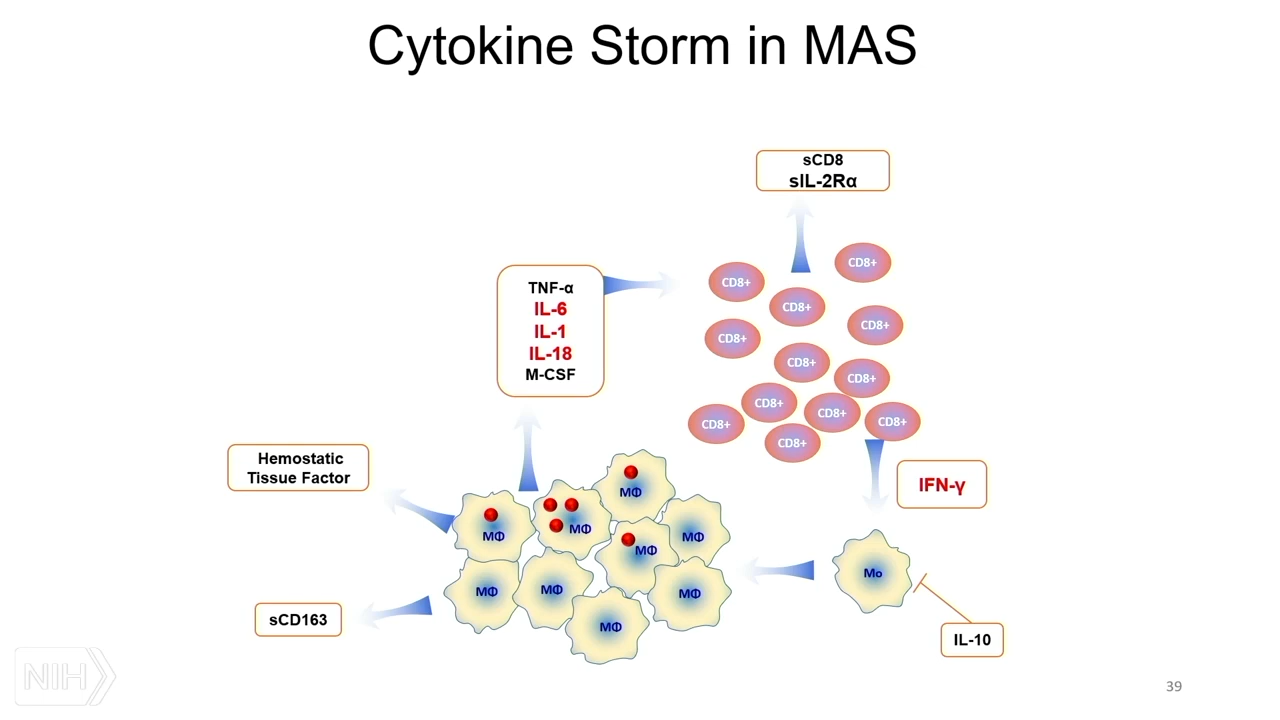 Cytokine Storm in MAS
sCD8
sIL-2Rα
CD8+
CD8+
CD8+
CD8+
CD8+
CD8+
CD8+
CD8+
CD8+
CD8+
CD8+
CD8+
TNF-α
IL-6
IL-1
IL-18
M-CSF
Hemostatic
Tissue Factor
IFN-γ
MΦ
MΦ
MΦ
MΦ
MΦ
MΦ
MΦ
MΦ
MΦ
Mo
sCD163
IL-10
NIH
39